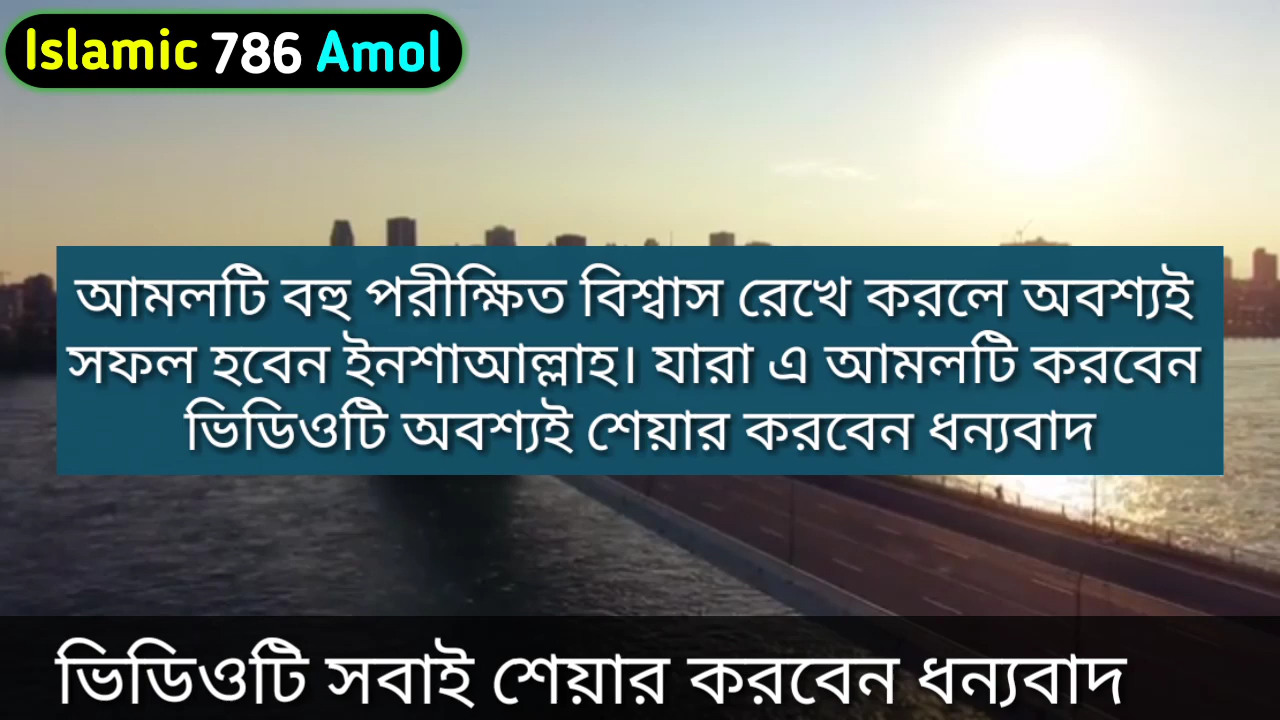 Islamic 786 Amol
আমলটি বহু পরীক্ষিত বিশ্বাস রেখে করলে অবশ্যই
সফল হবেন ইনশাআল্লাহ। যারা এ আমলটি করবেন
ভিডিওটি অবশ্যই শেয়ার করবেন ধন্যবাদ
ভিডিওটি সবাই শেয়ার করবেন ধন্যবাদ